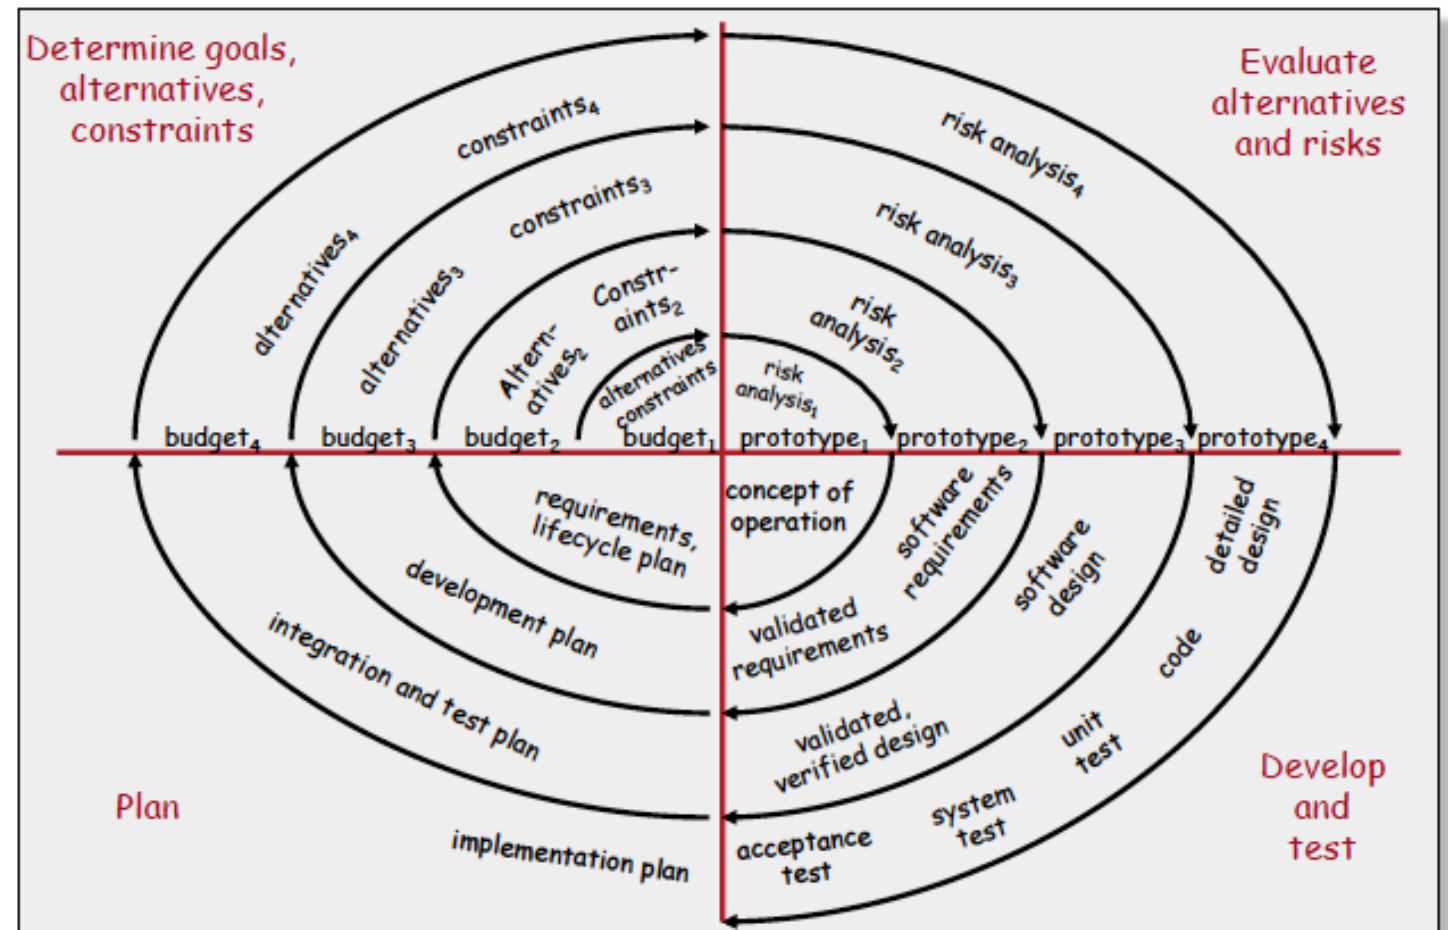 Determine goals,
alternatives,
constraints
Evaluate
alternatives
and risks
constraints₄
risk analysis₄
constraints₃
risk analysis₃
alternatives₄
alternatives₃
Constr-
aints₂
Altern-
atives₂
risk
analysis₂
alternatives
constraints
risk
analysis₁
budget₄
budget₃
budget₂
budget₁
prototype₁
prototype₂
prototype₃
prototype₄
requirements,
lifecycle plan
concept of
operation
software
requirements
software
design
detailed
design
development plan
validated
requirements
integration and test plan
code
validated,
verified design
unit
test
Plan
Develop
and
test
implementation plan
acceptance
test
system
test